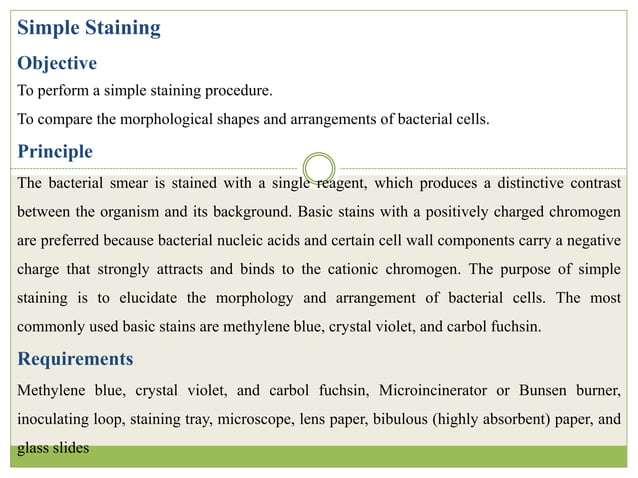 Simple Staining
Objective
To perform a simple staining procedure.
To compare the morphological shapes and arrangements of bacterial cells.
Principle
The bacterial smear is stained with a single reagent, which produces a distinctive contrast
between the organism and its background. Basic stains with a positively charged chromogen
are preferred because bacterial nucleic acids and certain cell wall components carry a negative
charge that strongly attracts and binds to the cationic chromogen. The purpose of simple
staining is to elucidate the morphology and arrangement of bacterial cells. The most
commonly used basic stains are methylene blue, crystal violet, and carbol fuchsin.
Requirements
Methylene blue, crystal violet, and carbol fuchsin, Microincinerator or Bunsen burner,
inoculating loop, staining tray, microscope, lens paper, bibulous (highly absorbent) paper, and
glass slides